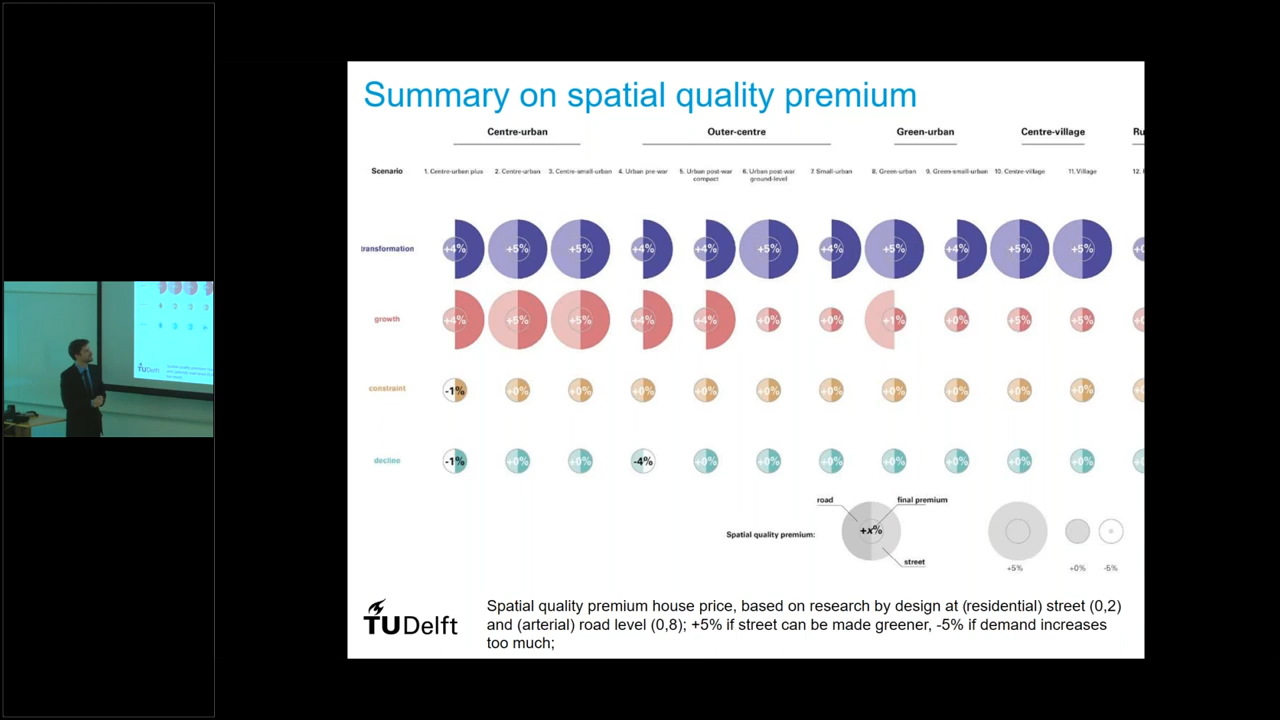 Summary on spatial quality premium
Centre-urban Outer-centre Green-urban Centre-village Ru
Scenario 1. Centre-urban plus 2. Centre-urban 3. Centre-small-urban 4. Urban pre-war 5. Urban post-war compact 6. Urban post-war ground-level 7. Small-urban 8. Green-urban 9. Green-small-urban 10. Centre-village 11. Village 12.
transformation +4% +5% +5% +4% +4% +5% +4% +5% +4% +5% +5%
growth +4% +5% +5% +4% +4% +0% +0% +1% +0% +5% +5%
constraint -1% +0% +0% +0% +0% +0% +0% +0% +0% +0% +0%
decline -1% +0% +0% -4% +0% +0% +0% +0% +0% +0% +0%
road final premium
Spatial quality premium: +x%
street
+5% +0% -5%
TUDelft
Spatial quality premium house price, based on research by design at (residential) street (0,2)
and (arterial) road level (0,8); +5% if street can be made greener, -5% if demand increases
too much;
TUDelft